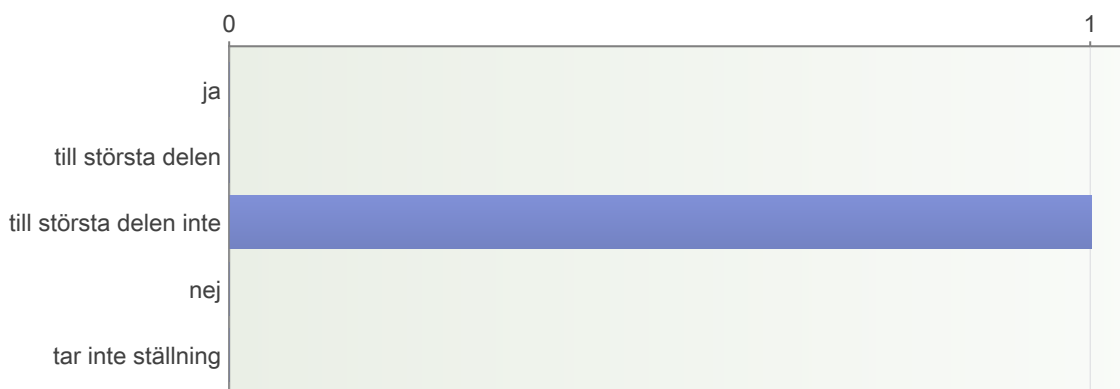 0 1
ja
till största delen
till största delen inte
nej
tar inte ställning